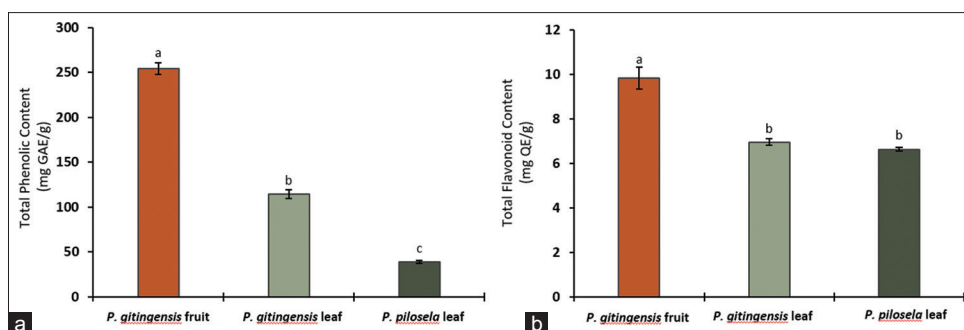 300
250
200
150
100
50
0
Total Phenolic Content
(mg GAE/g)
a
b
c
P. gitingensis fruit
P. gitingensis leaf
P. pilosela leaf
a
12
10
8
6
4
2
0
Total Flavonoid Content
(mg QE/g)
a
b
b
P. gitingensis fruit
P. gitingensis leaf
P. pilosela leaf
b